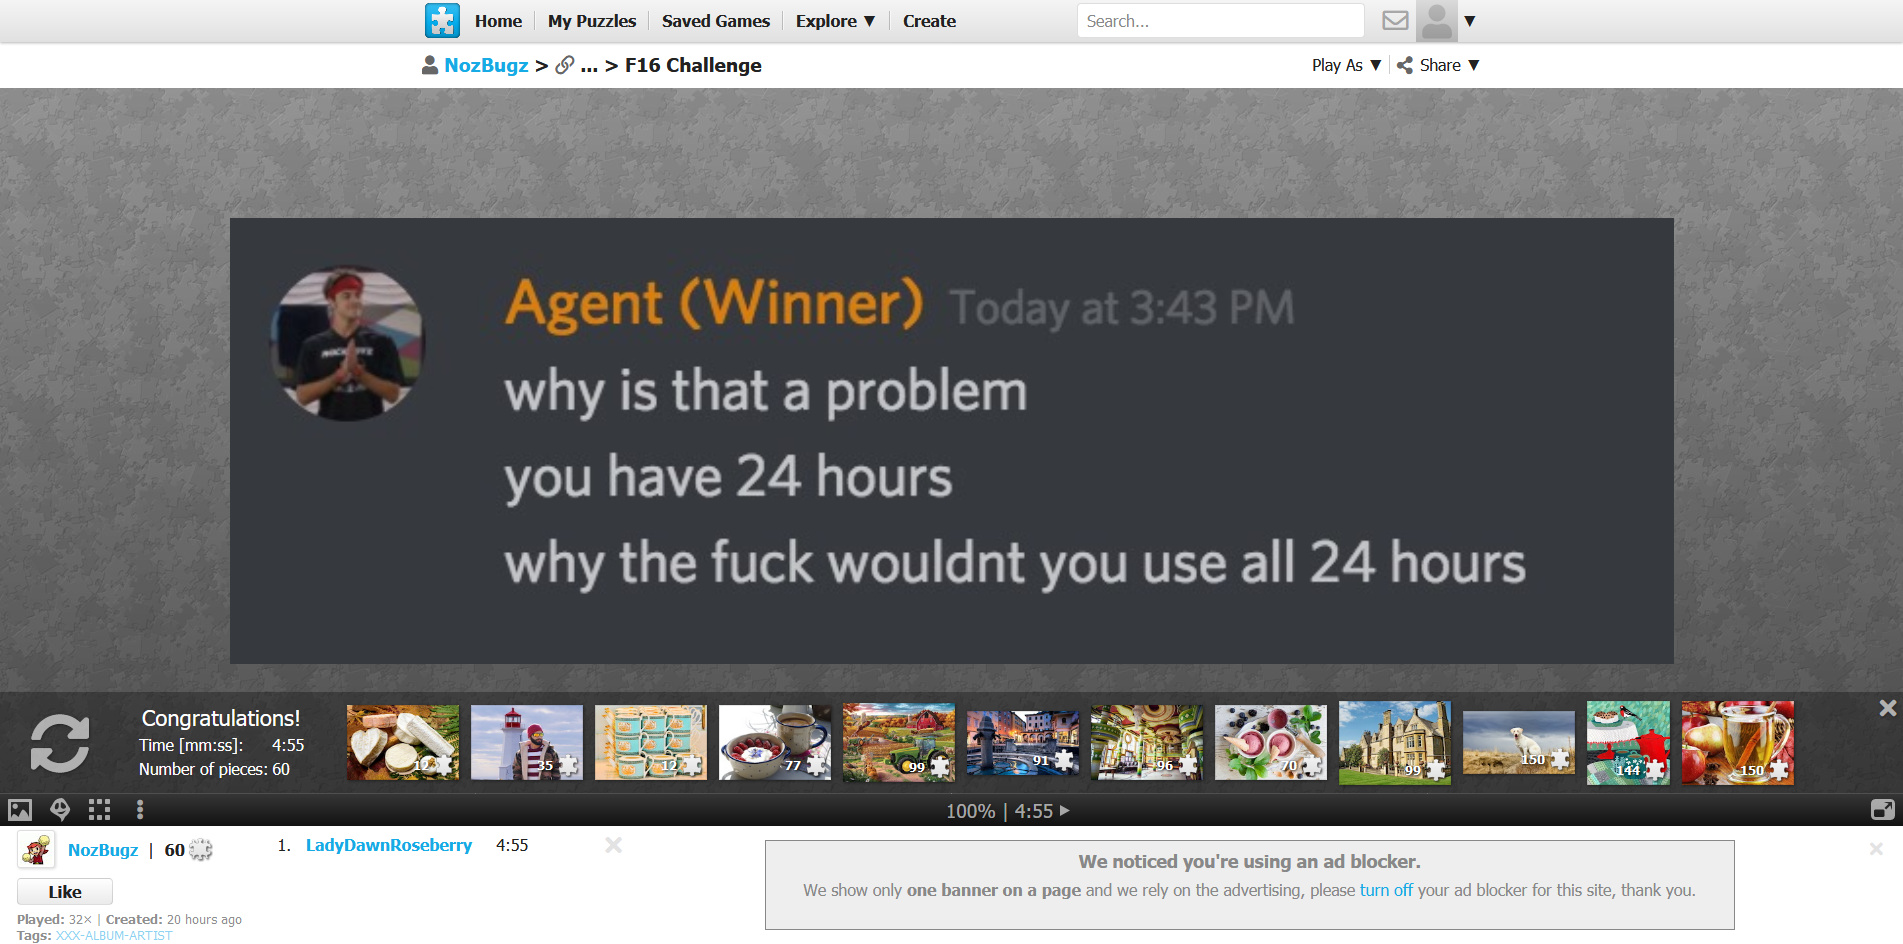 Home My Puzzles Saved Games Explore ▼ Create Search... ▼
NozBugz > ... > F16 Challenge Play As ▼ Share ▼
Agent (Winner) Today at 3:43 PM
why is that a problem
you have 24 hours
why the fuck wouldnt you use all 24 hours
Congratulations!
Time [mm:ss]: 4:55
Number of pieces: 60
12 35 12 77 99 91 96 70 99 150 144 150
100% | 4:55
NozBugz | 60
1. LadyDawnRoseberry 4:55
Like
Played: 32× | Created: 20 hours ago
Tags: XXX-ALBUM-ARTIST
We noticed you're using an ad blocker.
We show only one banner on a page and we rely on the advertising, please turn off your ad blocker for this site, thank you.